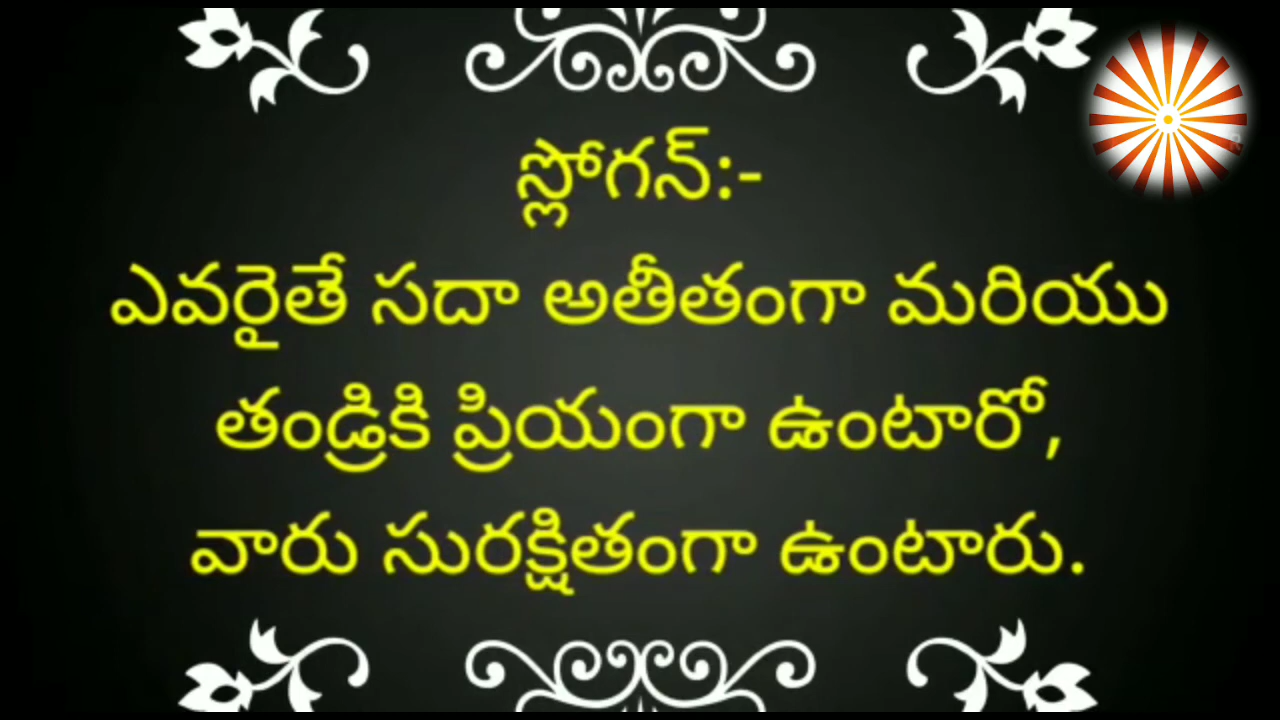 స్లోగన్:-
ఎవరైతే సదా అతీతంగా మరియు
తండ్రికి ప్రియంగా ఉంటారో,
వారు సురక్షితంగా ఉంటారు.